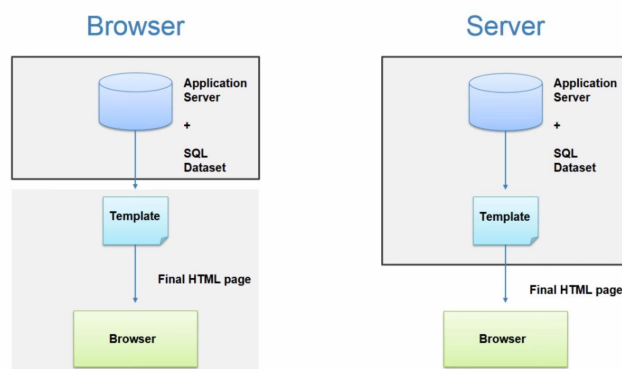 Browser
Application
Server
+
SQL
Dataset
Template
Final HTML page
Browser
Server
Application
Server
+
SQL
Dataset
Template
Final HTML page
Browser